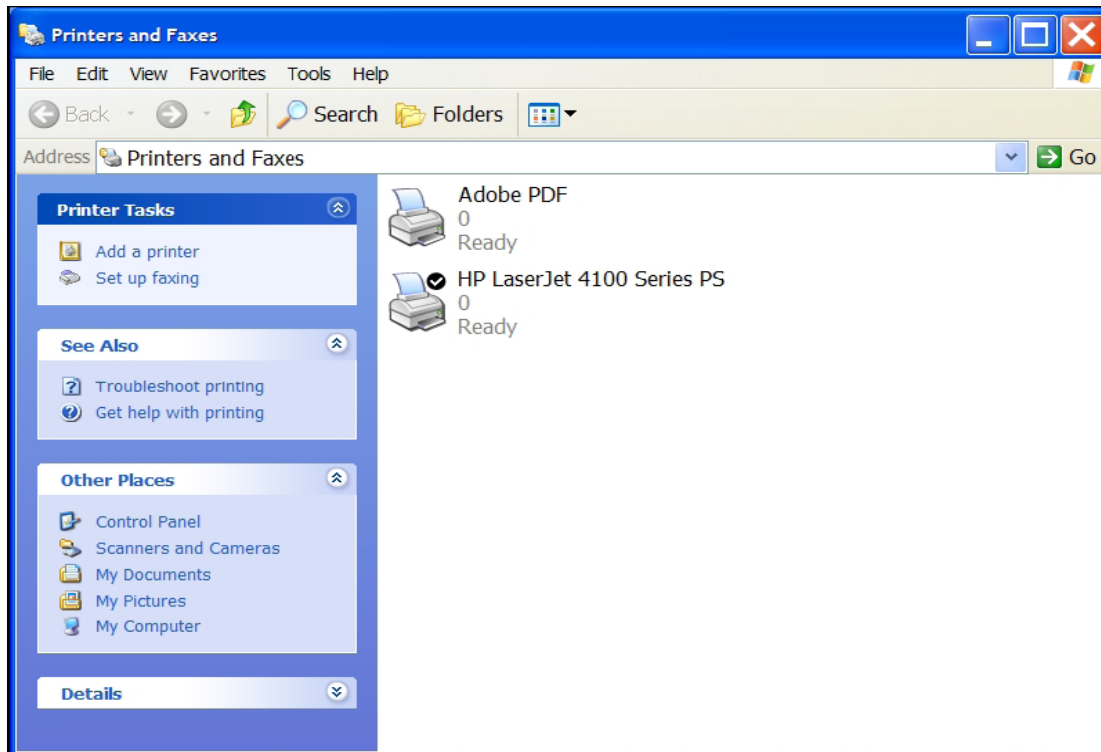 Printers and Faxes
File Edit View Favorites Tools Help
Back Search Folders
Address Printers and Faxes Go
Printer Tasks
Add a printer
Set up faxing
See Also
Troubleshoot printing
Get help with printing
Other Places
Control Panel
Scanners and Cameras
My Documents
My Pictures
My Computer
Details
Adobe PDF
0
Ready
HP LaserJet 4100 Series PS
0
Ready